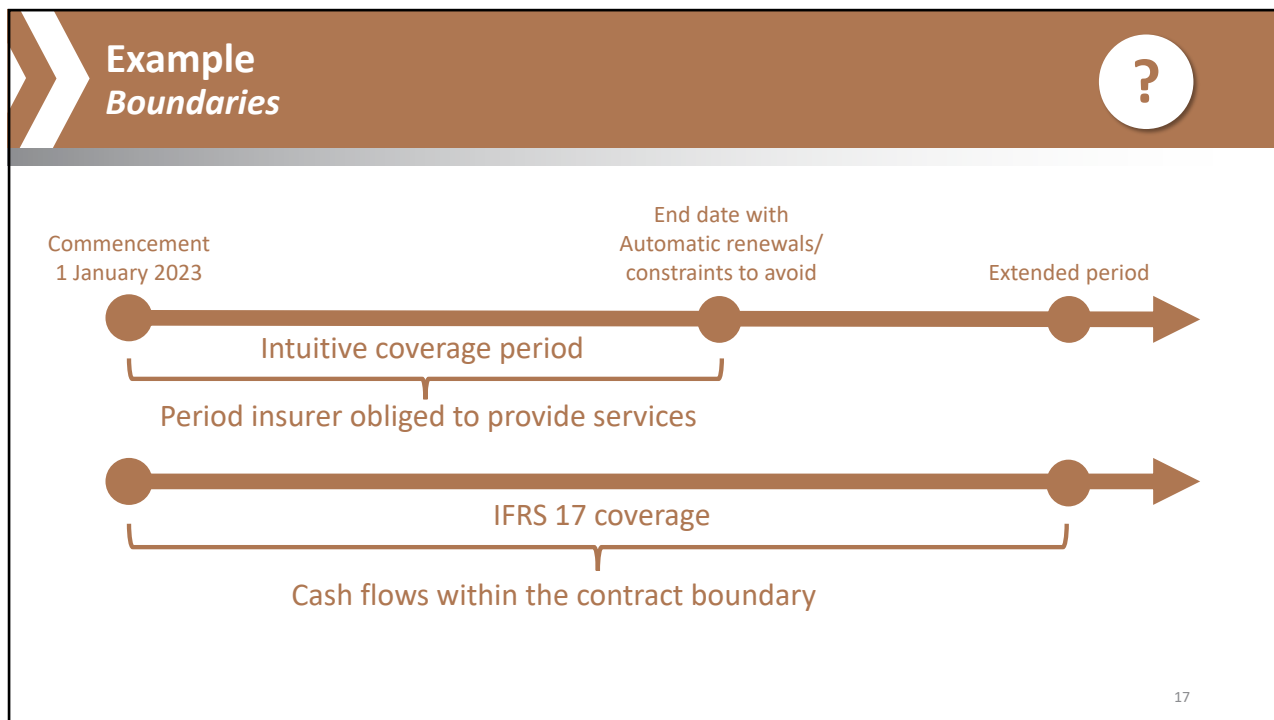 Example
Boundaries
?
Commencement
1 January 2023
End date with
Automatic renewals/
constraints to avoid
Extended period
Intuitive coverage period
Period insurer obliged to provide services
IFRS 17 coverage
Cash flows within the contract boundary
17